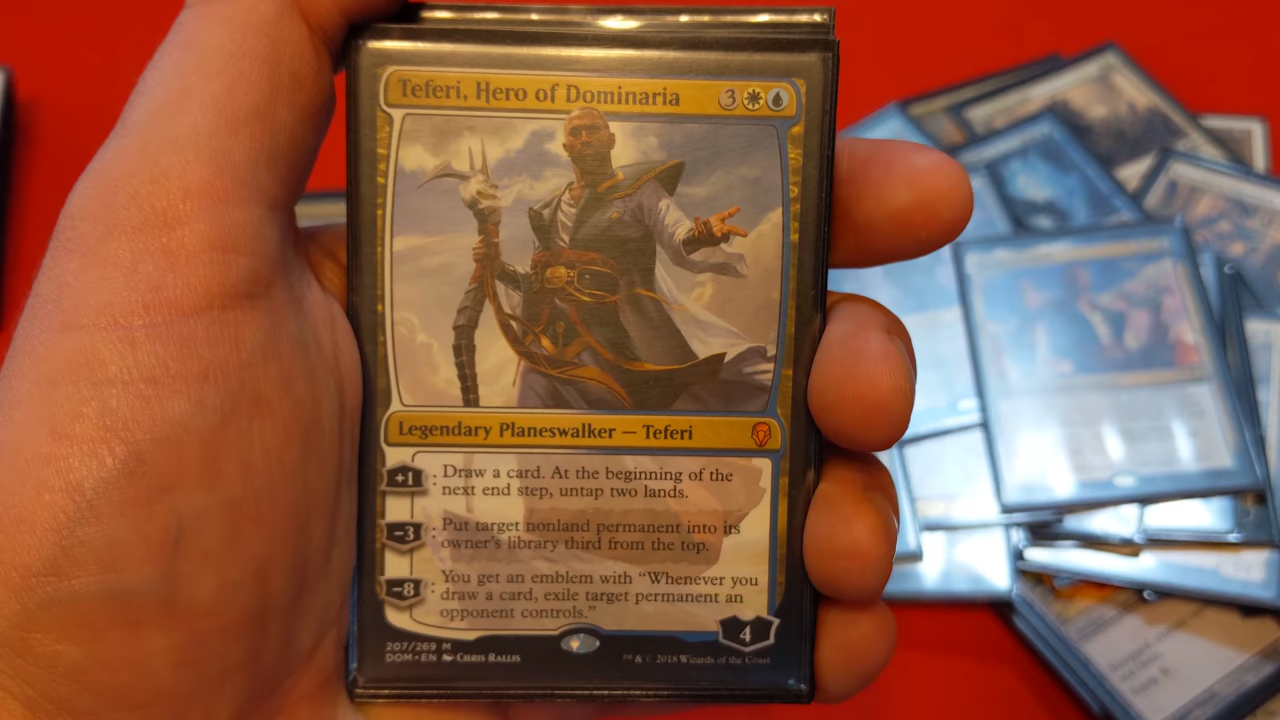 Teferi, Hero of Dominaria 3
Legendary Planeswalker — Teferi
+1 : Draw a card. At the beginning of the
next end step, untap two lands.
−3 : Put target nonland permanent into its
owner's library third from the top.
−8 : You get an emblem with “Whenever you
draw a card, exile target permanent an
opponent controls.”
4
207/269 M
DOM • EN Chris Rallis
™ & © 2018 Wizards of the Coast